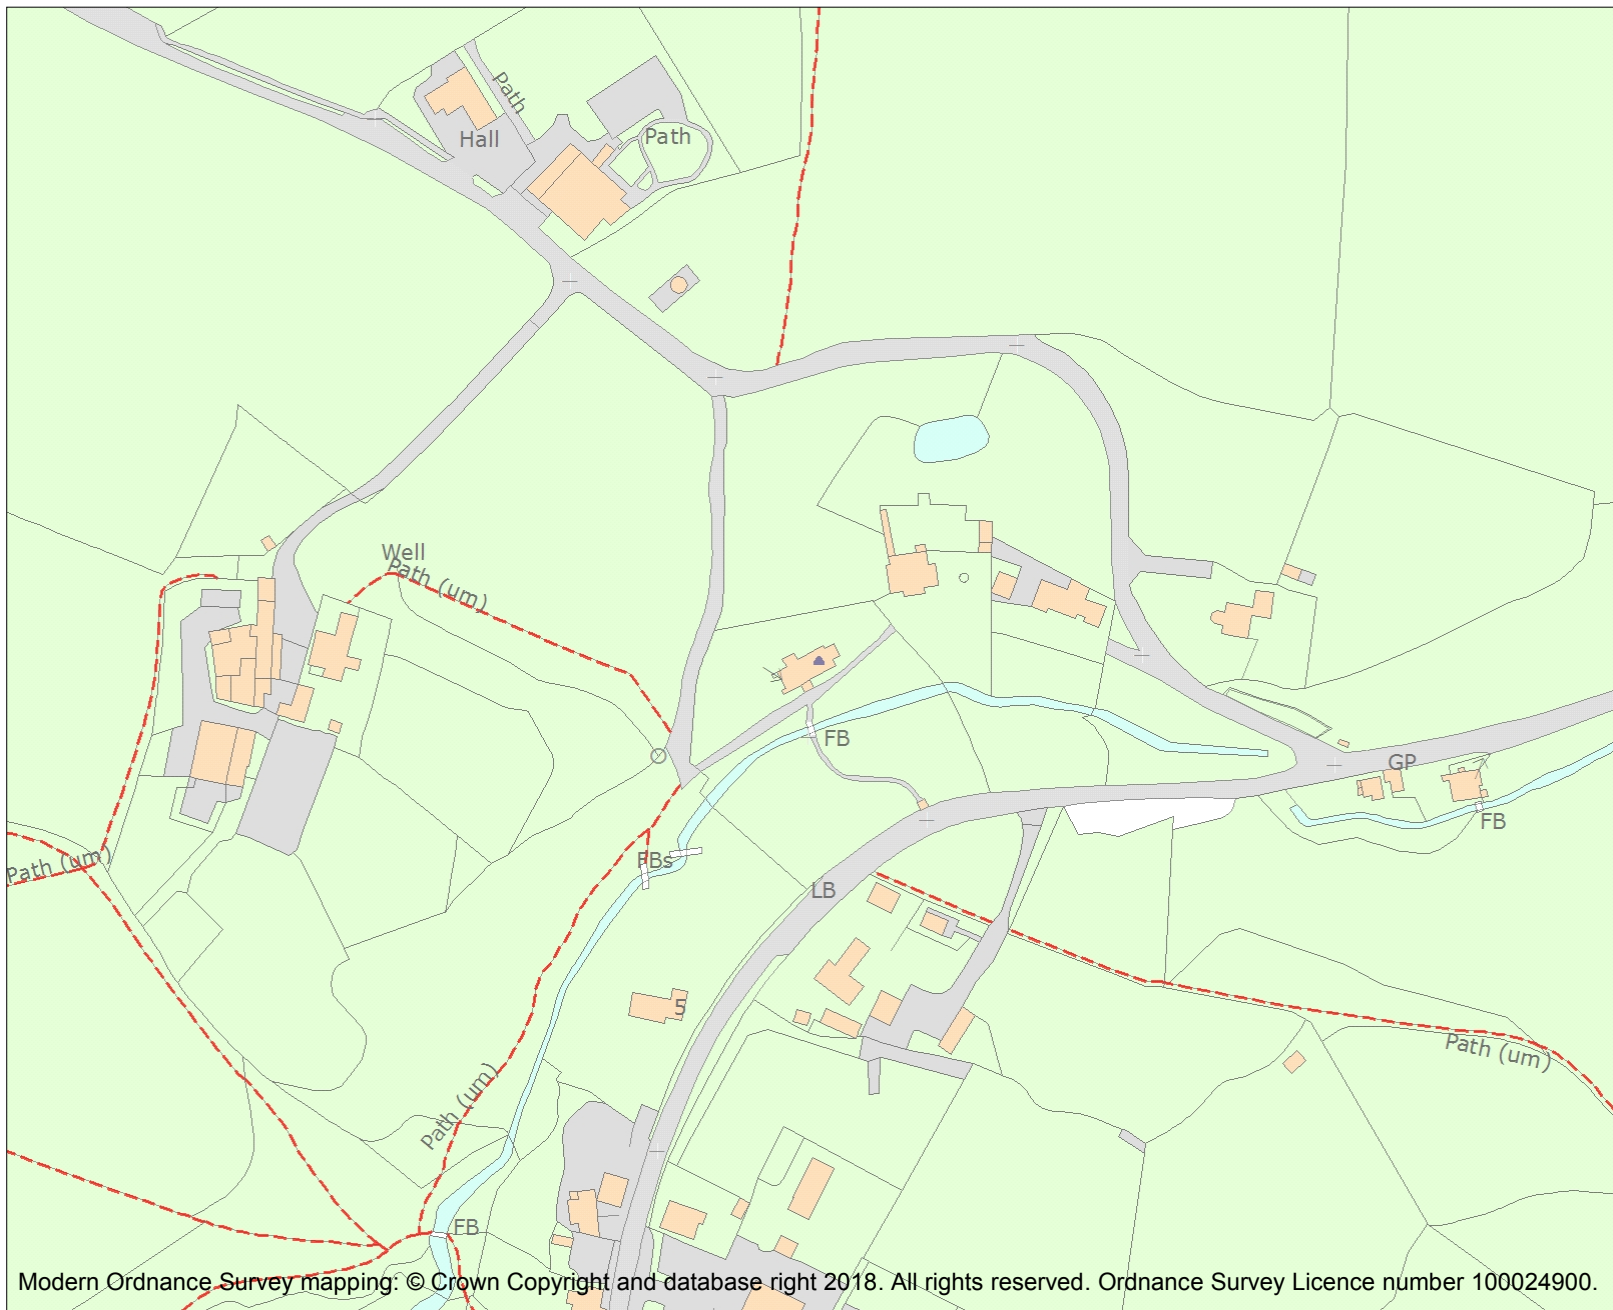 Path
Hall
Path
Well
Path (um)
FB
GP
FB
Path (um)
FBs
LB
5
Path (um)
Path (um)
FB
Modern Ordnance Survey mapping: © Crown Copyright and database right 2018. All rights reserved. Ordnance Survey Licence number 100024900.